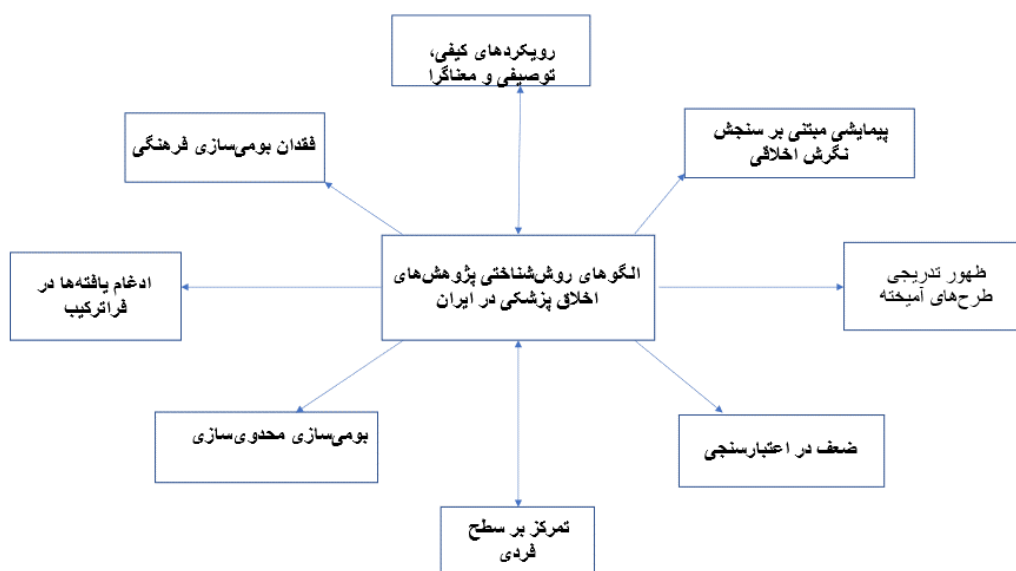 رویکردهای کیفی،
توصیفی و معناگرا
پیمایشی مبتنی بر سنجش
نگرش اخلاقی
فقدان بومی‌سازی فرهنگی
الگوهای روش‌شناختی پژوهش‌های
اخلاق پزشکی در ایران
ظهور تدریجی
طرح‌های آمیخته
ادغام یافته‌ها در
فراترکیب
بومی‌سازی محدوی‌سازی
ضعف در اعتبارسنجی
تمرکز بر سطح
فردی